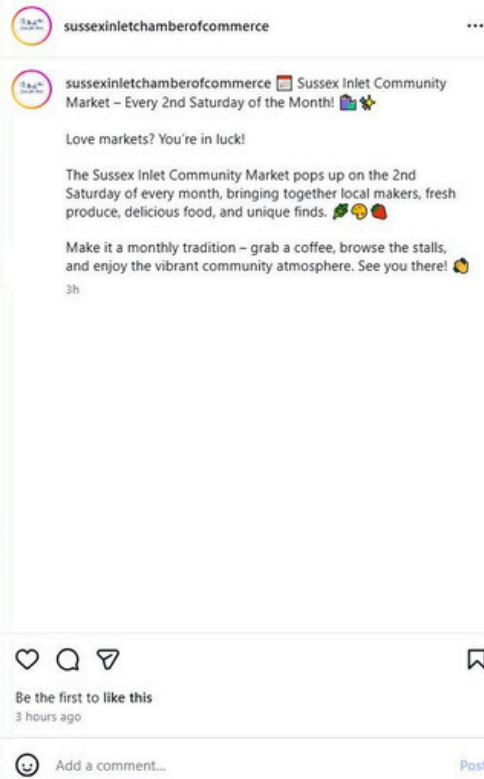 sussexinletchamberofcommerce
sussexinletchamberofcommerce 🗓️ Sussex Inlet Community
Market – Every 2nd Saturday of the Month! 🛍️✨
Love markets? You're in luck!
The Sussex Inlet Community Market pops up on the 2nd
Saturday of every month, bringing together local makers, fresh
produce, delicious food, and unique finds. 🌿🎨🍓
Make it a monthly tradition – grab a coffee, browse the stalls,
and enjoy the vibrant community atmosphere. See you there! 👏
3h
Be the first to like this
3 hours ago
Add a comment...
Post